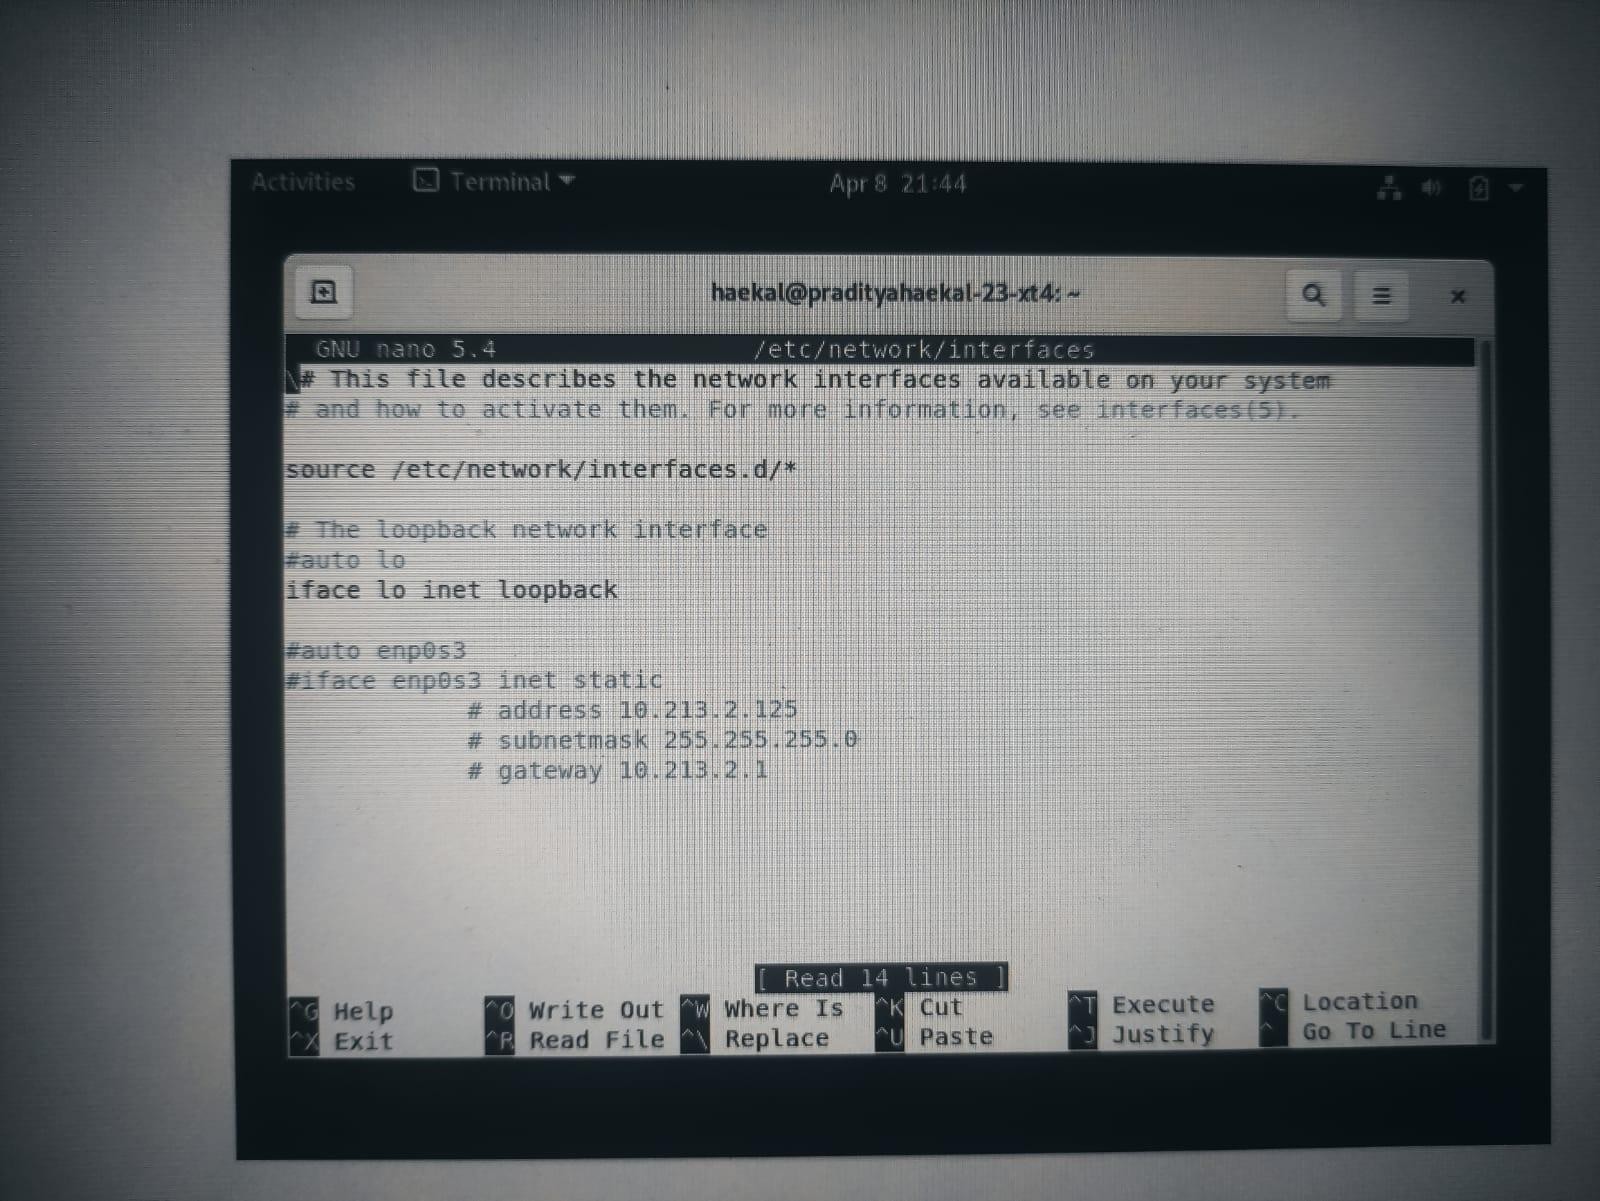 Activities Terminal Apr 8 21:44
haekal@pradityahaekal-23-xt4: ~
GNU nano 5.4 /etc/network/interfaces
\# This file describes the network interfaces available on your system
# and how to activate them. For more information, see interfaces(5).
source /etc/network/interfaces.d/*
# The loopback network interface
#auto lo
iface lo inet loopback
#auto enp0s3
#iface enp0s3 inet static
# address 10.213.2.125
# subnetmask 255.255.255.0
# gateway 10.213.2.1
[ Read 14 lines ]
^G Help ^O Write Out ^W Where Is ^K Cut ^T Execute ^C Location
^X Exit ^R Read File ^\ Replace ^U Paste ^J Justify ^ Go To Line